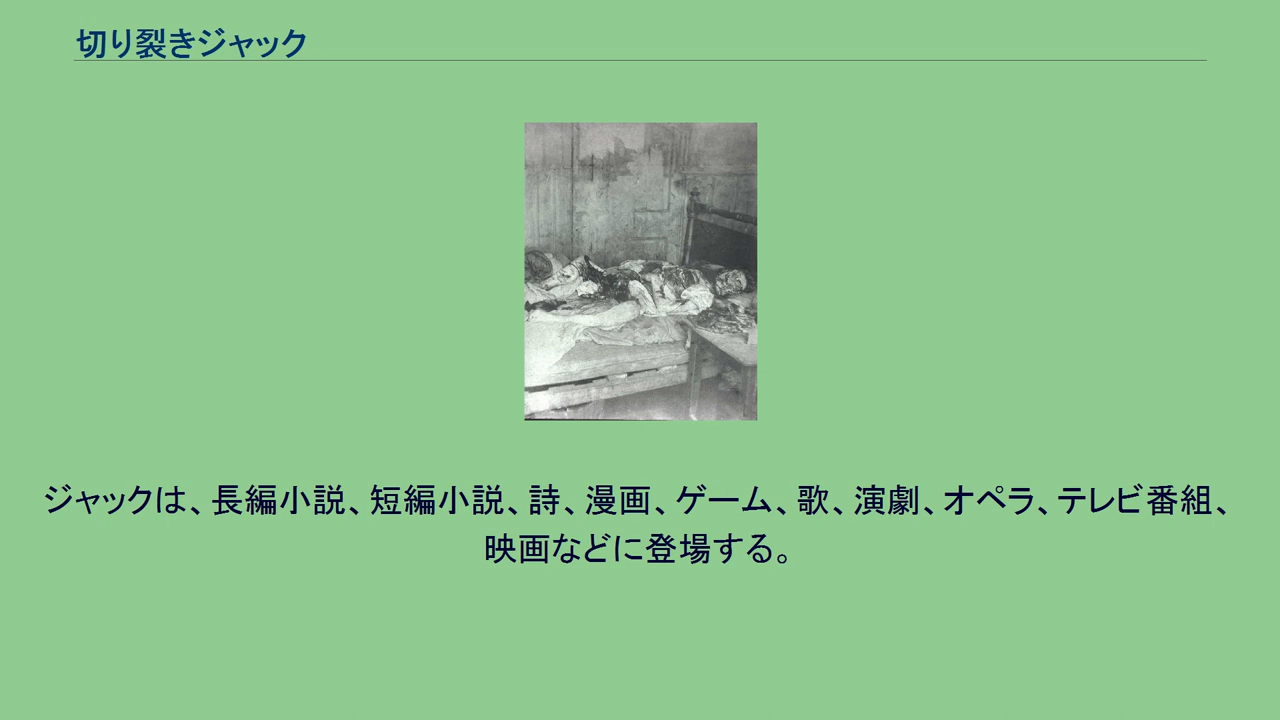 切り裂きジャック
ジャックは、長編小説、短編小説、詩、漫画、ゲーム、歌、演劇、オペラ、テレビ番組、
映画などに登場する。